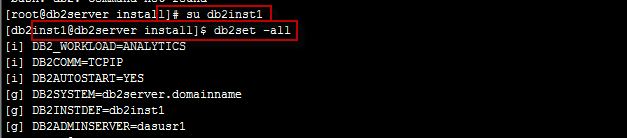 [root@db2server install]# su db2inst1
[db2inst1@db2server install]$ db2set -all
[i] DB2_WORKLOAD=ANALYTICS
[i] DB2COMM=TCPIP
[i] DB2AUTOSTART=YES
[g] DB2SYSTEM=db2server.domainname
[g] DB2INSTDEF=db2inst1
[g] DB2ADMINSERVER=dasusr1